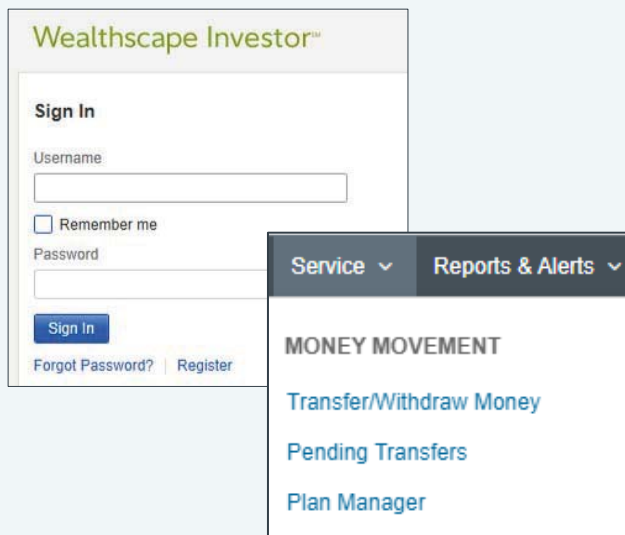 Wealthscape Investor℠
Sign In
Username
Remember me
Password
Sign In
Forgot Password? | Register
Service Reports & Alerts
MONEY MOVEMENT
Transfer/Withdraw Money
Pending Transfers
Plan Manager